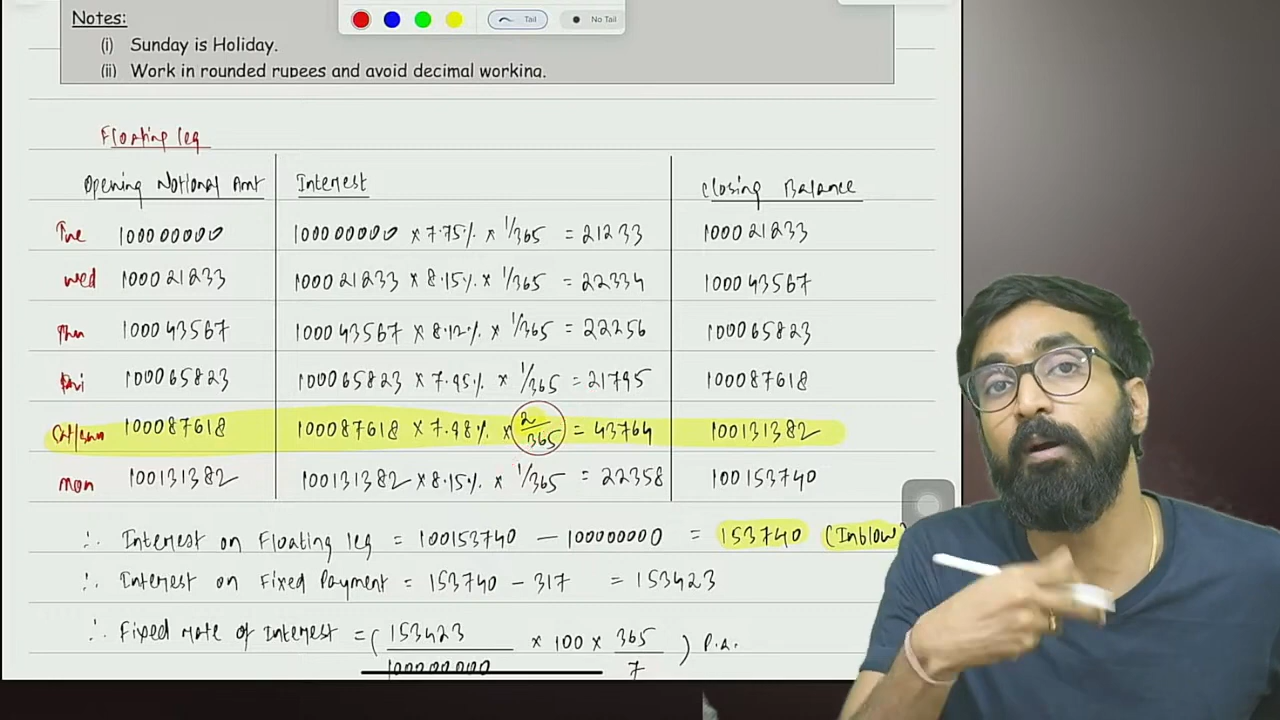 Notes:
Tail
No Tail
(i) Sunday is Holiday.
(ii) Work in rounded rupees and avoid decimal working.
Floating leg
Opening Notional Amt Interest Closing Balance
Tue 100000000 100000000 × 7.75% × 1/365 = 21233 100021233
Wed 100021233 100021233 × 8.15% × 1/365 = 22334 100043567
Thu 100043567 100043567 × 8.12% × 1/365 = 22256 100065823
Fri 100065823 100065823 × 7.95% × 1/365 = 21795 100087618
Sat/sun 100087618 100087618 × 7.98% × 2/365 = 43764 100131382
Mon 100131382 100131382 × 8.15% × 1/365 = 22358 100153740
∴ Interest on Floating leg = 100153740 – 100000000 = 153740 (Inflow)
∴ Interest on Fixed Payment = 153740 – 317 = 153423
∴ Fixed rate of Interest = ( 153423 / 100000000 × 100 × 365 / 7 ) P.a.